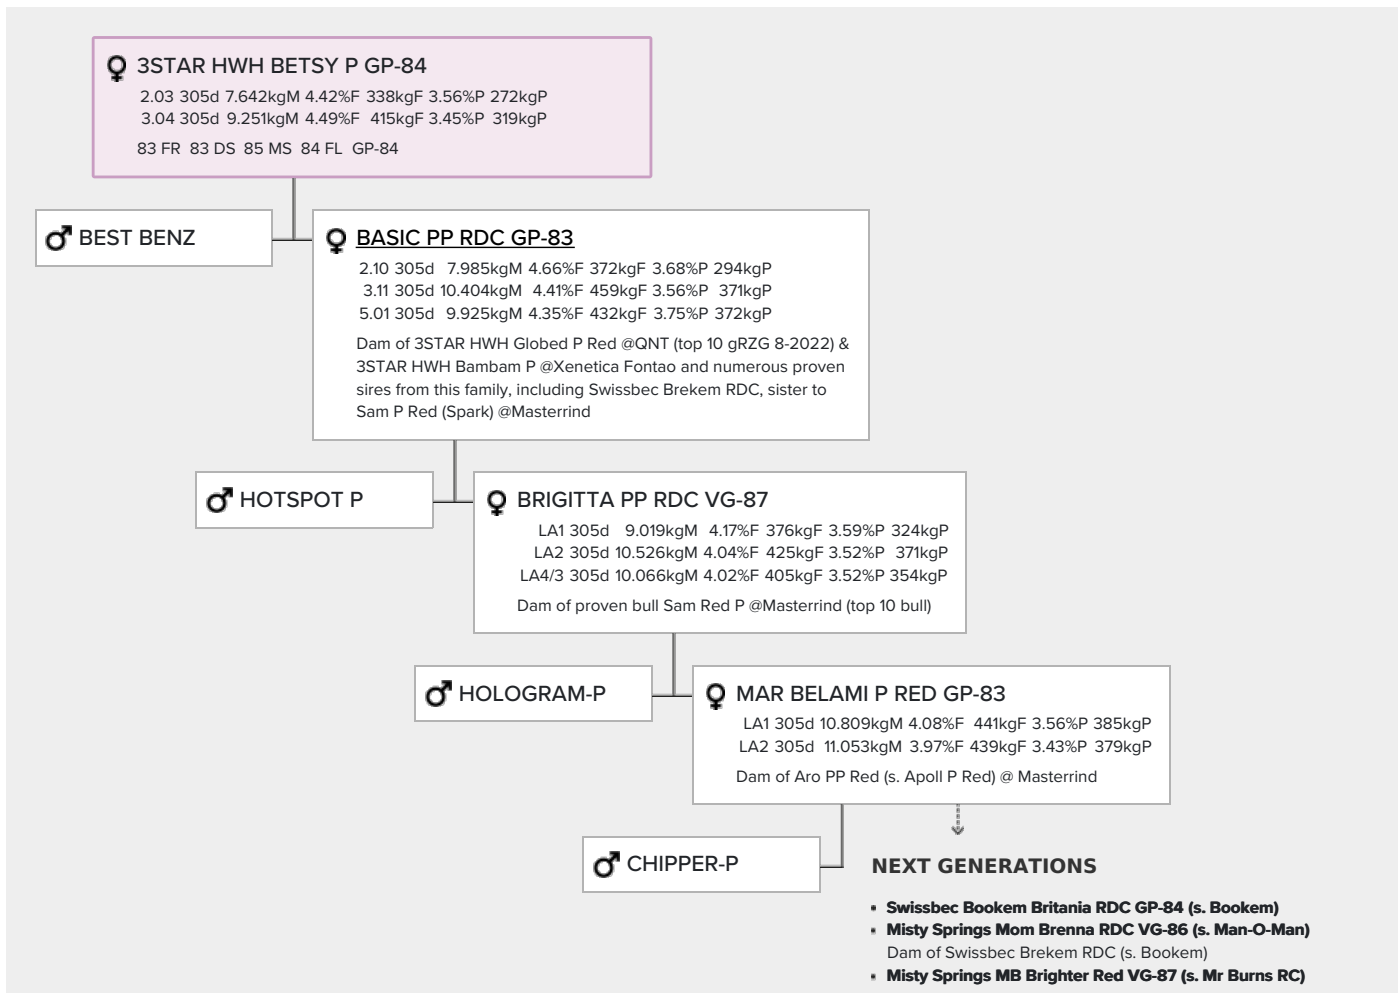 3STAR HWH BETSY P GP-84
2.03 305d 7.642kgM 4.42%F 338kgF 3.56%P 272kgP
3.04 305d 9.251kgM 4.49%F 415kgF 3.45%P 319kgP
83 FR 83 DS 85 MS 84 FL GP-84
BEST BENZ
BASIC PP RDC GP-83
2.10 305d 7.985kgM 4.66%F 372kgF 3.68%P 294kgP
3.11 305d 10.404kgM 4.41%F 459kgF 3.56%P 371kgP
5.01 305d 9.925kgM 4.35%F 432kgF 3.75%P 372kgP
Dam of 3STAR HWH Globed P Red @QNT (top 10 gRZG 8-2022) &
3STAR HWH Bambam P @Xenetica Fontao and numerous proven
sires from this family, including Swissbec Brekem RDC, sister to
Sam P Red (Spark) @Masterrind
HOTSPOT P
BRIGITTA PP RDC VG-87
LA1 305d 9.019kgM 4.17%F 376kgF 3.59%P 324kgP
LA2 305d 10.526kgM 4.04%F 425kgF 3.52%P 371kgP
LA4/3 305d 10.066kgM 4.02%F 405kgF 3.52%P 354kgP
Dam of proven bull Sam Red P @Masterrind (top 10 bull)
HOLOGRAM-P
MAR BELAMI P RED GP-83
LA1 305d 10.809kgM 4.08%F 441kgF 3.56%P 385kgP
LA2 305d 11.053kgM 3.97%F 439kgF 3.43%P 379kgP
Dam of Aro PP Red (s. Apoll P Red) @ Masterrind
CHIPPER-P
NEXT GENERATIONS
• Swissbec Bookem Britania RDC GP-84 (s. Bookem)
• Misty Springs Mom Brenna RDC VG-86 (s. Man-O-Man)
Dam of Swissbec Brekem RDC (s. Bookem)
• Misty Springs MB Brighter Red VG-87 (s. Mr Burns RC)